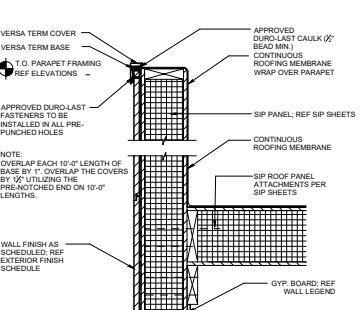 VERSA TERM COVER
VERSA TERM BASE
T.O. PARAPET FRAMING
REF ELEVATIONS
APPROVED DURO-LAST
FASTENERS TO BE
INSTALLED IN ALL PRE-
PUNCHED HOLES
NOTE:
OVERLAP EACH 10'-0" LENGTH OF
BASE BY 1". OVERLAP THE COVERS
BY 1½" UTILIZING THE
PRE-NOTCHED END ON 10'-0"
LENGTHS.
WALL FINISH AS
SCHEDULED; REF
EXTERIOR FINISH
SCHEDULE
APPROVED
DURO-LAST CAULK (½"
BEAD MIN.)
CONTINUOUS
ROOFING MEMBRANE
WRAP OVER PARAPET
SIP PANEL; REF SIP SHEETS
CONTINUOUS
ROOFING MEMBRANE
SIP ROOF PANEL
ATTACHMENTS PER
SIP SHEETS
GYP. BOARD; REF
WALL LEGEND